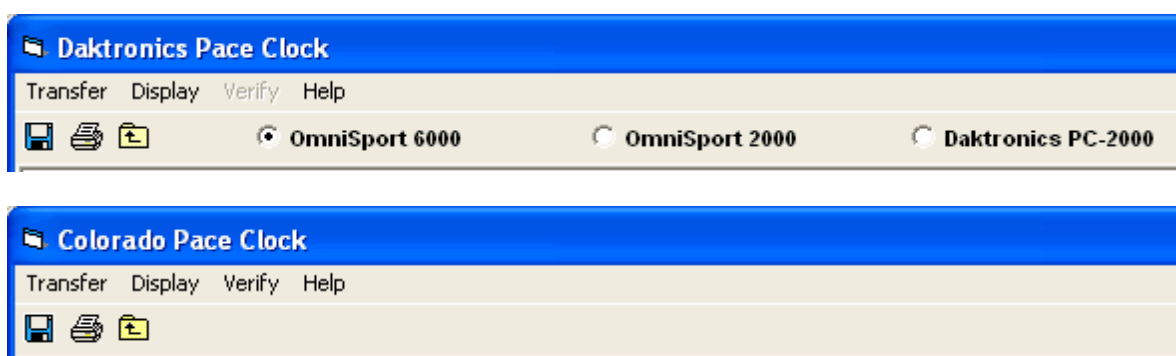 Daktronics Pace Clock
Transfer Display Verify Help
OmniSport 6000 OmniSport 2000 Daktronics PC-2000
Colorado Pace Clock
Transfer Display Verify Help